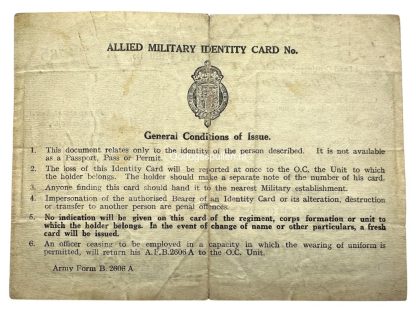 ALLIED MILITARY IDENTITY CARD No.
General Conditions of Issue.
1. This document relates only to the identity of the person described. It is not available
as a Passport, Pass or Permit.
2. The loss of this Identity Card will be reported at once to the O.C. the Unit to which
the holder belongs. The holder should make a separate note of the number of his card.
3. Anyone finding this card should hand it to the nearest Military establishment.
4. Impersonation of the authorised Bearer of an Identity Card or its alteration, destruction
or transfer to another person are penal offences.
5. No indication will be given on this card of the regiment, corps formation or unit to
which the holder belongs. In the event of change of name or other particulars, a fresh
card will be issued.
6. An officer ceasing to be employed in a capacity in which the wearing of uniform is
permitted, will return his A.F.B.2606 A to the O.C. Unit.
Army Form B. 2606 A